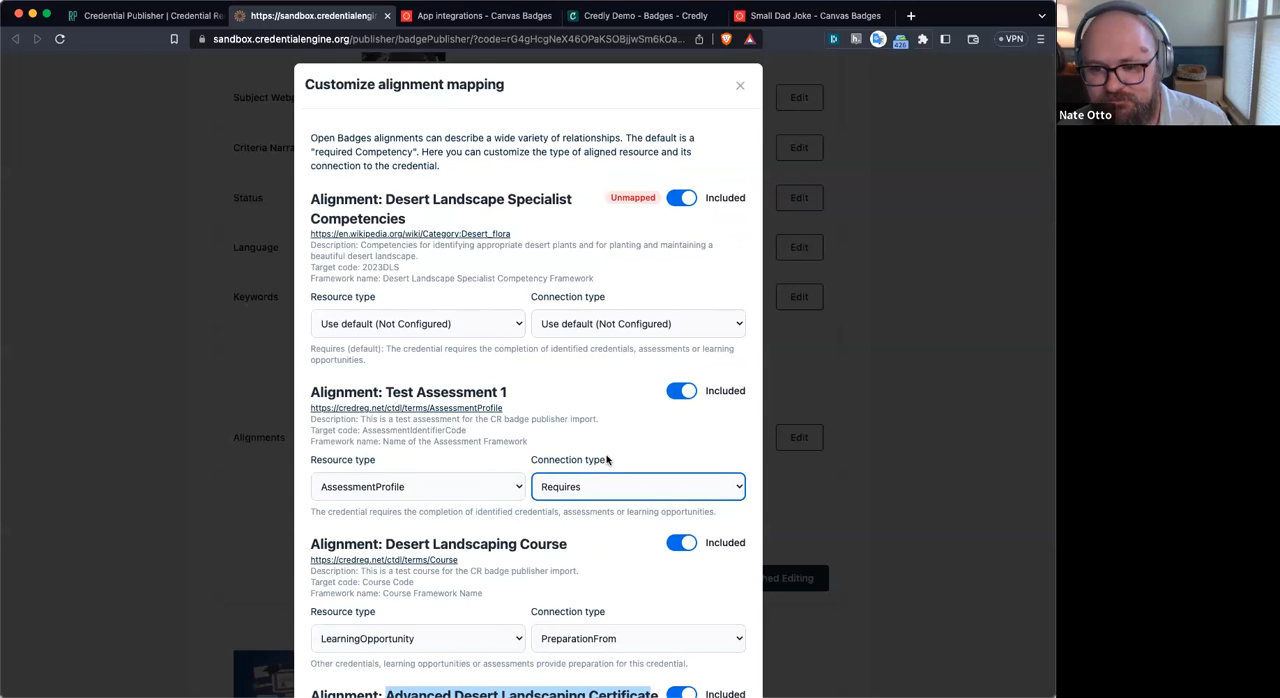 Credential Publisher | Credential Re
https://sandbox.credentialengi
App integrations - Canvas Badges
Credly Demo - Badges - Credly
Small Dad Joke - Canvas Badges
sandbox.credentialengine.org/publisher/badgePublisher/?code=rG4gHcgNeX46OPaKSOBjjwSm6kOa...
426
VPN
Customize alignment mapping
Nate Otto
Subject Webp
Edit
Open Badges alignments can describe a wide variety of relationships. The default is a
"required Competency". Here you can customize the type of aligned resource and its
connection to the credential.
Criteria Narra
Edit
Alignment: Desert Landscape Specialist
Competencies
Unmapped
Included
Status
Edit
https://en.wikipedia.org/wiki/Category:Desert_flora
Description: Competencies for identifying appropriate desert plants and for planting and maintaining a
beautiful desert landscape.
Target code: 2023DLS
Framework name: Desert Landscape Specialist Competency Framework
Language
Edit
Resource type
Connection type
Keywords
Edit
Use default (Not Configured)
Use default (Not Configured)
Requires (default): The credential requires the completion of identified credentials, assessments or learning
opportunities.
Alignment: Test Assessment 1
Included
https://credreg.net/ctdl/terms/AssessmentProfile
Description: This is a test assessment for the CR badge publisher import.
Target code: AssessmentIdentifierCode
Framework name: Name of the Assessment Framework
Alignments
Edit
Resource type
Connection type
AssessmentProfile
Requires
The credential requires the completion of identified credentials, assessments or learning opportunities.
Alignment: Desert Landscaping Course
Included
https://credreg.net/ctdl/terms/Course
Description: This is a test course for the CR badge publisher import.
Target code: Course Code
Framework name: Course Framework Name
hed Editing
Resource type
Connection type
LearningOpportunity
PreparationFrom
Other credentials, learning opportunities or assessments provide preparation for this credential.
Alignment: Advanced Desert Landscaping Certificate
Included